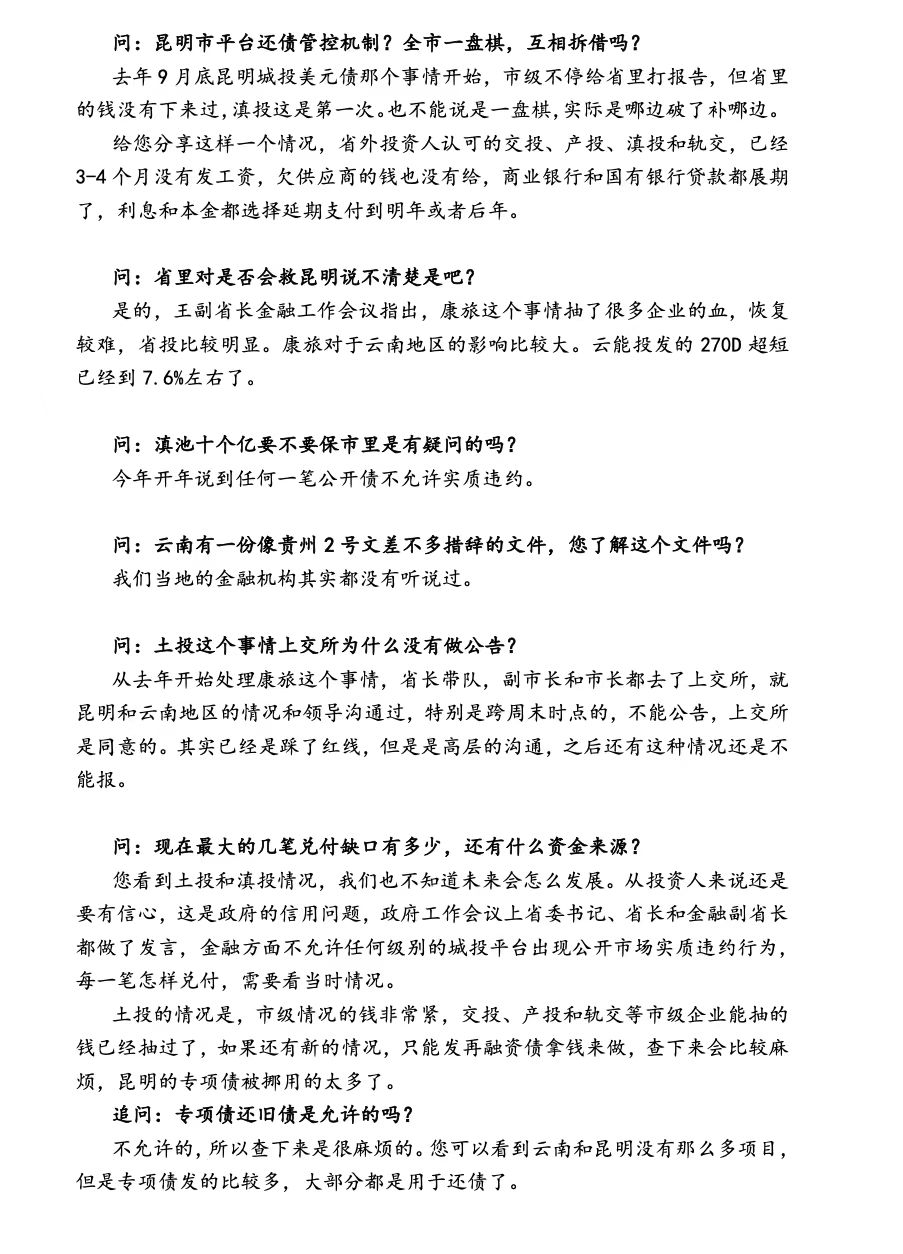 问：昆明市平台还债管控机制？全市一盘棋，互相拆借吗？
去年 9 月底昆明城投美元债那个事情开始，市级不停给省里打报告，但省里
的钱没有下来过，滇投这是第一次。也不能说是一盘棋，实际是哪边破了补哪边。
给您分享这样一个情况，省外投资人认可的交投、产投、滇投和轨交，已经
3-4 个月没有发工资，欠供应商的钱也没有给，商业银行和国有银行贷款都展期
了，利息和本金都选择延期支付到明年或者后年。
问：省里对是否会救昆明说不清楚是吧？
是的，王副省长金融工作会议指出，康旅这个事情抽了很多企业的血，恢复
较难，省投比较明显。康旅对于云南地区的影响比较大。云能投发的 270D 超短
已经到 7.6%左右了。
问：滇池十个亿要不要保市里是有疑问的吗？
今年开年说到任何一笔公开债不允许实质违约。
问：云南有一份像贵州 2 号文差不多措辞的文件，您了解这个文件吗？
我们当地的金融机构其实都没有听说过。
问：土投这个事情上交所为什么没有做公告？
从去年开始处理康旅这个事情，省长带队，副市长和市长都去了上交所，就
昆明和云南地区的情况和领导沟通过，特别是跨周末时点的，不能公告，上交所
是同意的。其实已经是踩了红线，但是是高层的沟通，之后还有这种情况还是不
能报。
问：现在最大的几笔兑付缺口有多少，还有什么资金来源？
您看到土投和滇投情况，我们也不知道未来会怎么发展。从投资人来说还是
要有信心，这是政府的信用问题，政府工作会议上省委书记、省长和金融副省长
都做了发言，金融方面不允许任何级别的城投平台出现公开市场实质违约行为，
每一笔怎样兑付，需要看当时情况。
土投的情况是，市级情况的钱非常紧，交投、产投和轨交等市级企业能抽的
钱已经抽过了，如果还有新的情况，只能发再融资债拿钱来做，查下来会比较麻
烦，昆明的专项债被挪用的太多了。
追问：专项债还旧债是允许的吗？
不允许的，所以查下来是很麻烦的。您可以看到云南和昆明没有那么多项目，
但是专项债发的比较多，大部分都是用于还债了。